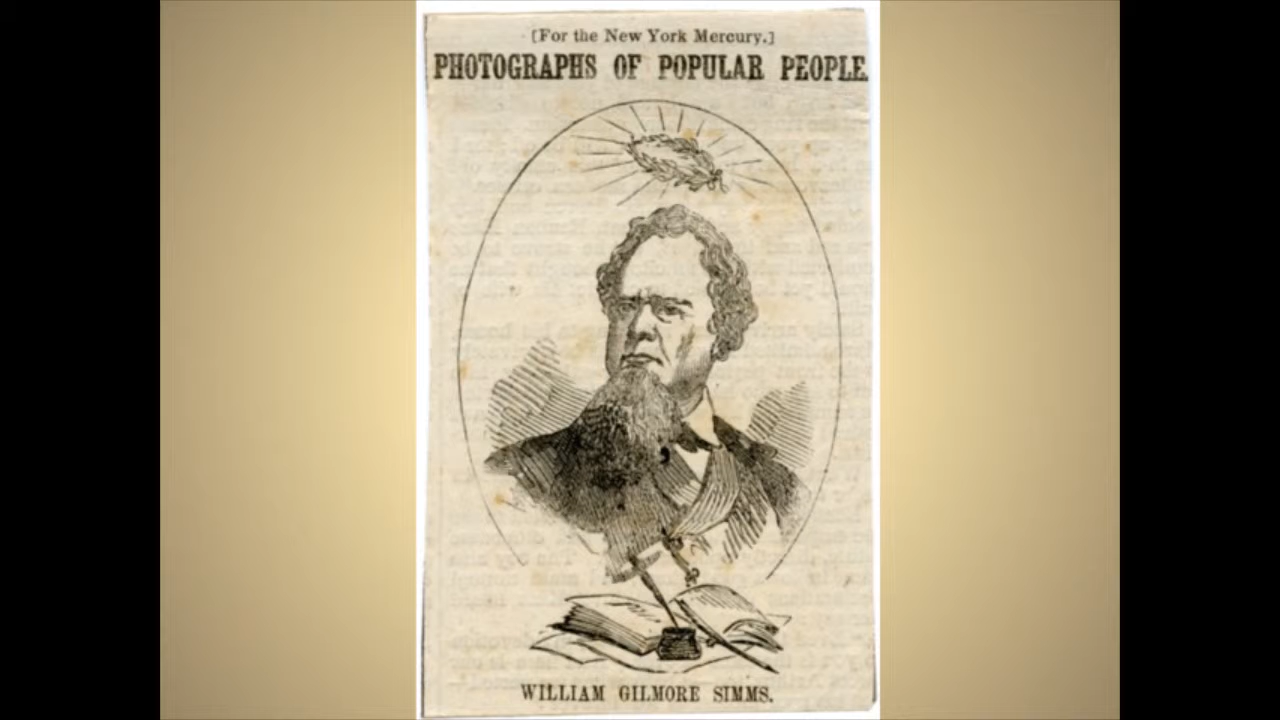 [For the New York Mercury.]
PHOTOGRAPHS OF POPULAR PEOPLE.
WILLIAM GILMORE SIMMS.